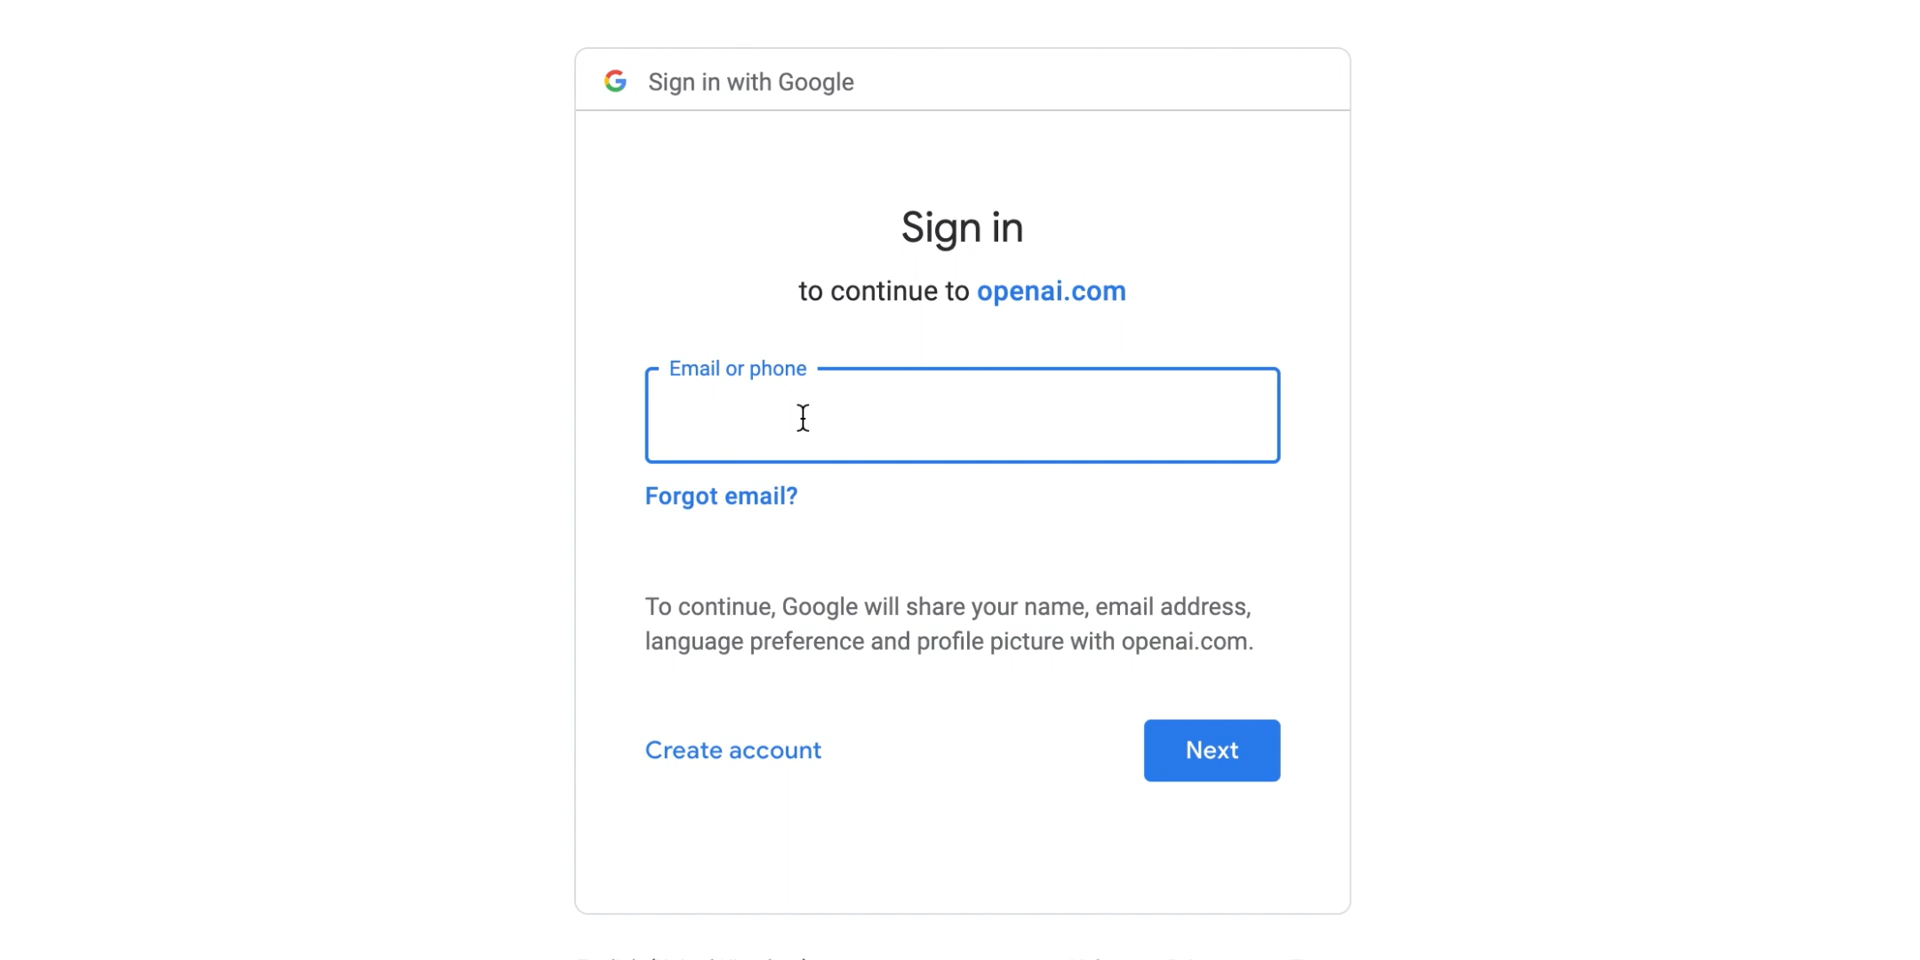 Sign in with Google
Sign in
to continue to openai.com
Email or phone
Forgot email?
To continue, Google will share your name, email address,
language preference and profile picture with openai.com.
Create account
Next